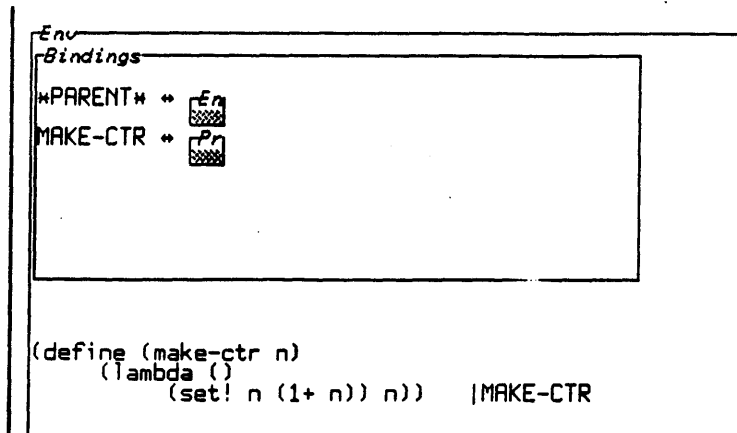 Env
Bindings
*PARENT* ↔ En
MAKE-CTR ↔ Pr
(define (make-ctr n)
(lambda ()
(set! n (1+ n)) n)) |MAKE-CTR